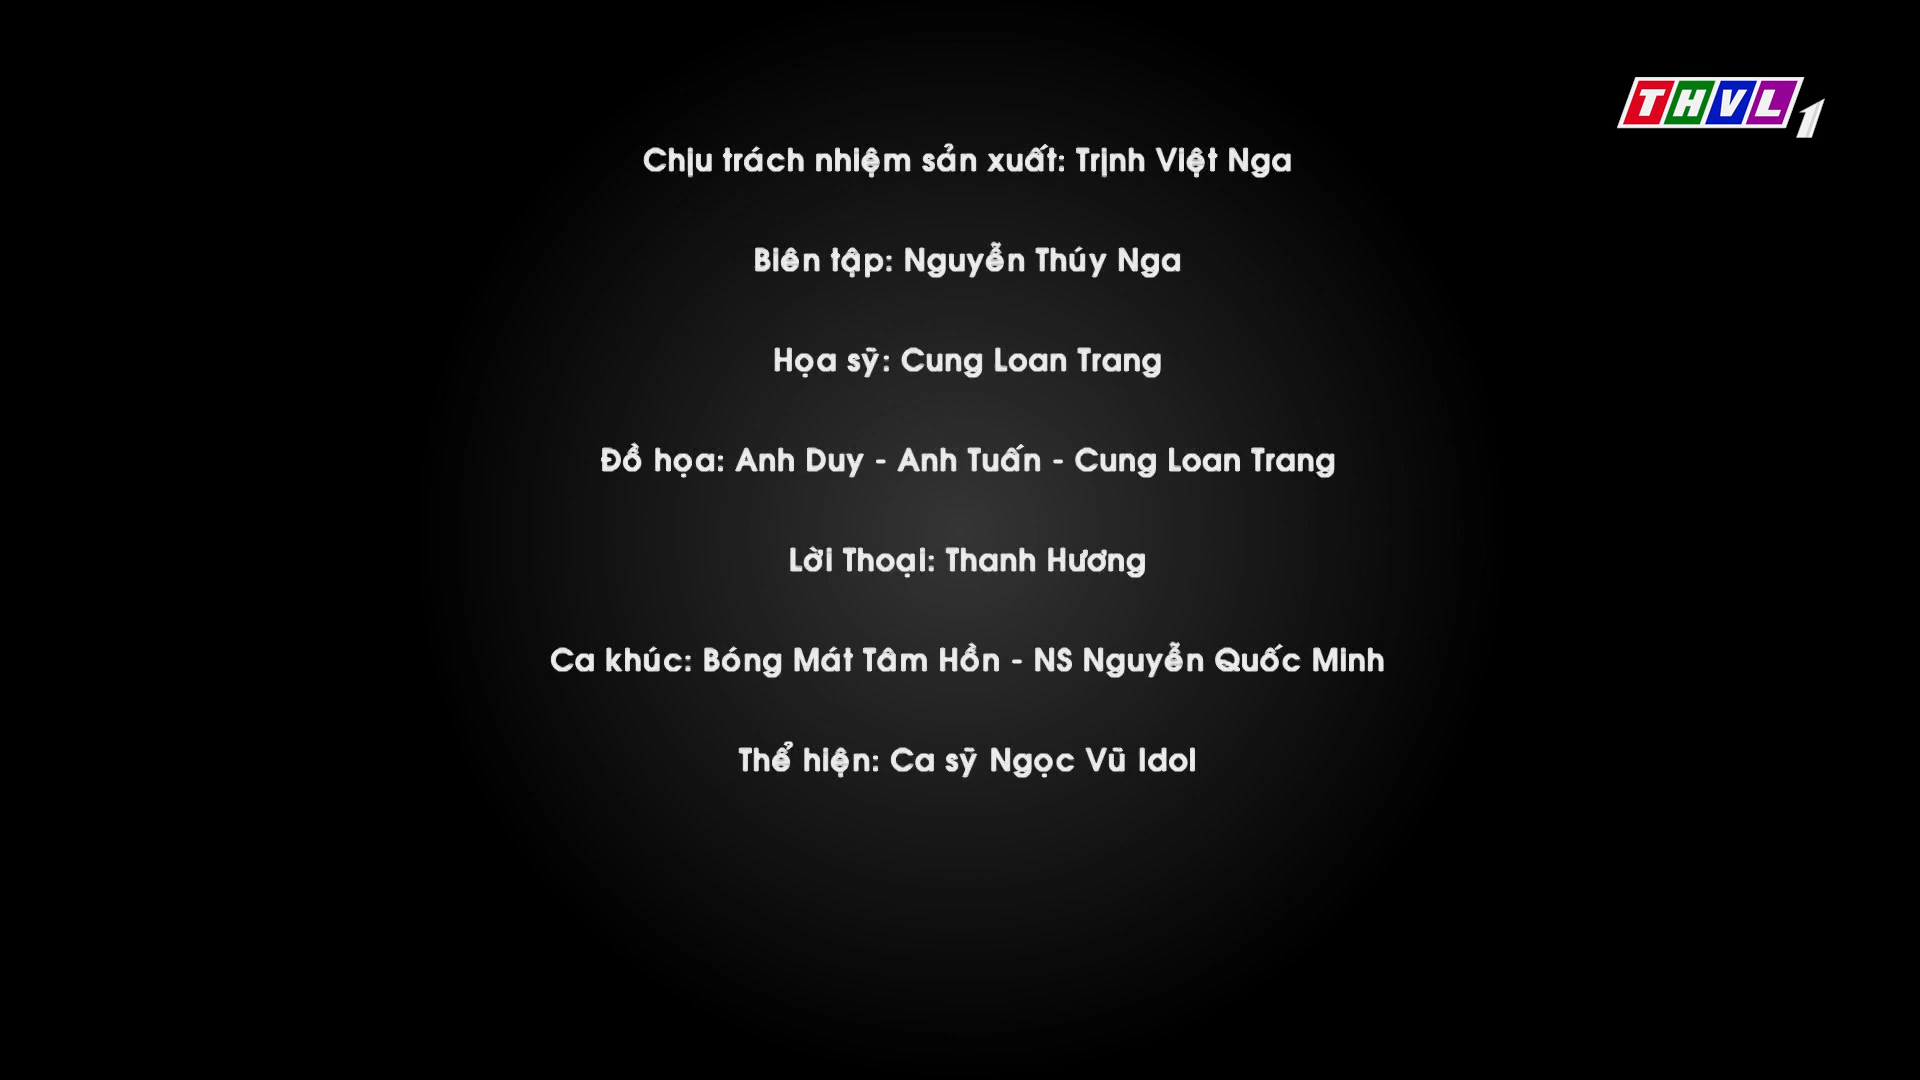 THVL1
Chịu trách nhiệm sản xuất: Trịnh Việt Nga
Biên tập: Nguyễn Thúy Nga
Họa sỹ: Cung Loan Trang
Đồ họa: Anh Duy - Anh Tuấn - Cung Loan Trang
Lời Thoại: Thanh Hương
Ca khúc: Bóng Mát Tâm Hồn - NS Nguyễn Quốc Minh
Thể hiện: Ca sỹ Ngọc Vũ Idol